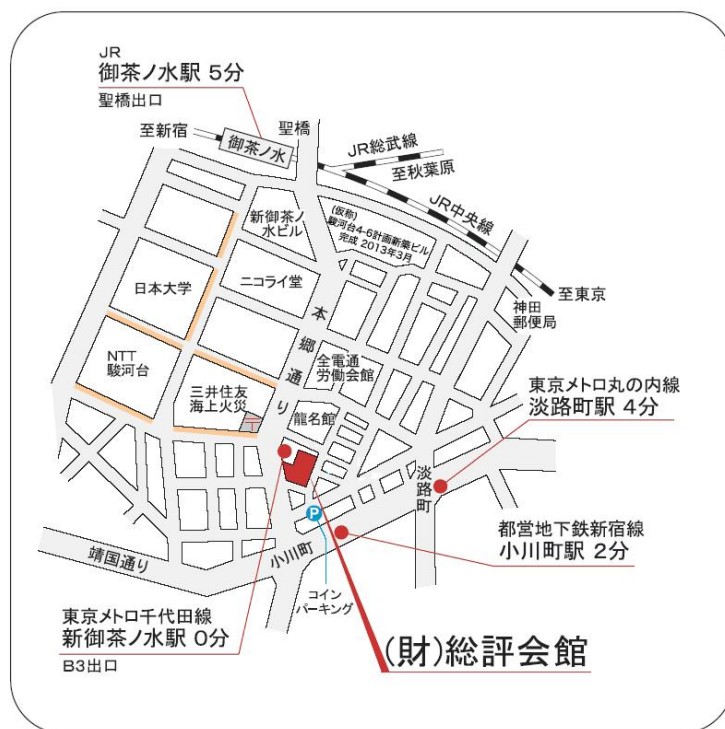 JR
御茶ノ水駅 5分
聖橋出口
至新宿
聖橋
御茶ノ水
JR総武線
至秋葉原
JR中央線
至東京
新御茶ノ
水ビル
(仮称)
駿河台4-6計画新築ビル
完成 2013年3月
日本大学
ニコライ堂
神田
郵便局
本郷通り
NTT
駿河台
全電通
労働会館
三井住友
海上火災
龍名館
東京メトロ丸の内線
淡路町駅 4分
淡路町
P
都営地下鉄新宿線
小川町駅 2分
靖国通り
小川町
コイン
パーキング
東京メトロ千代田線
新御茶ノ水駅 0分
B3出口
(財)総評会館